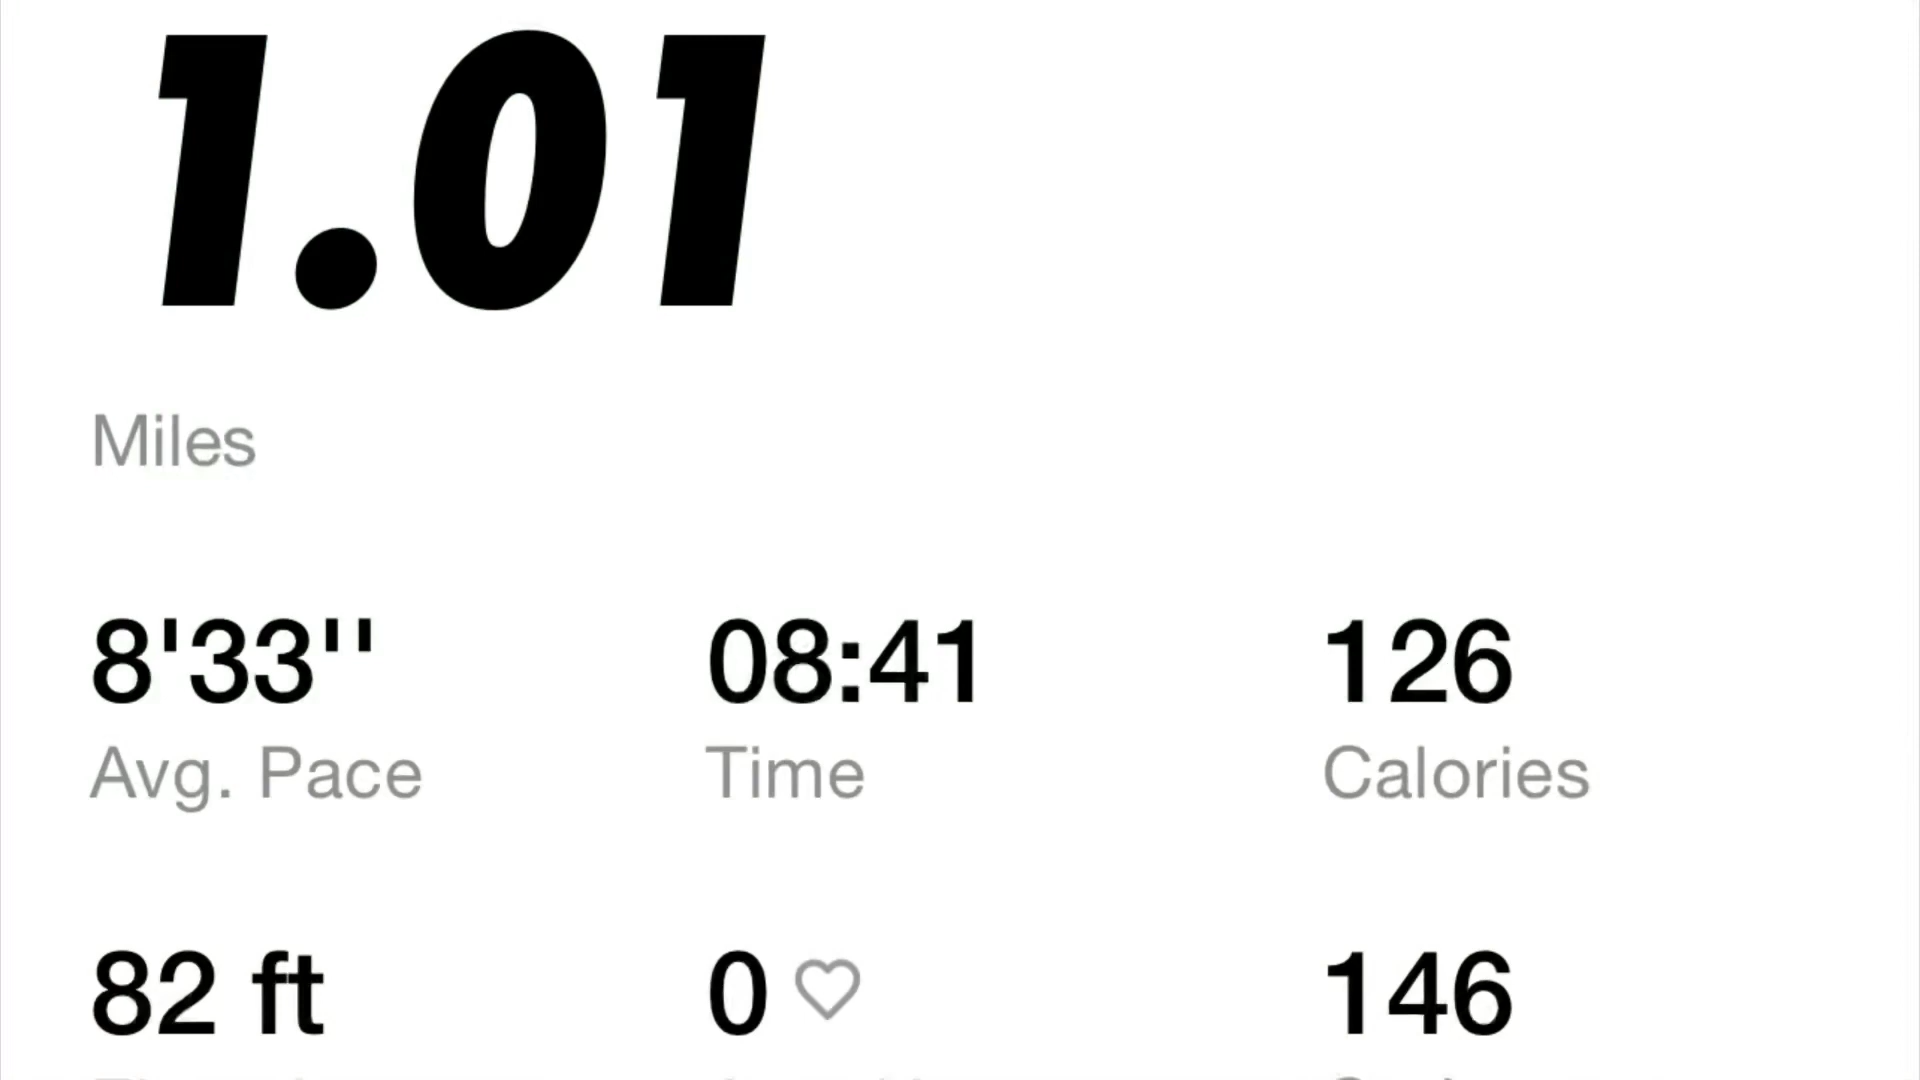 1.01
Miles
8'33'' 08:41 126
Avg. Pace Time Calories
82 ft 0 146